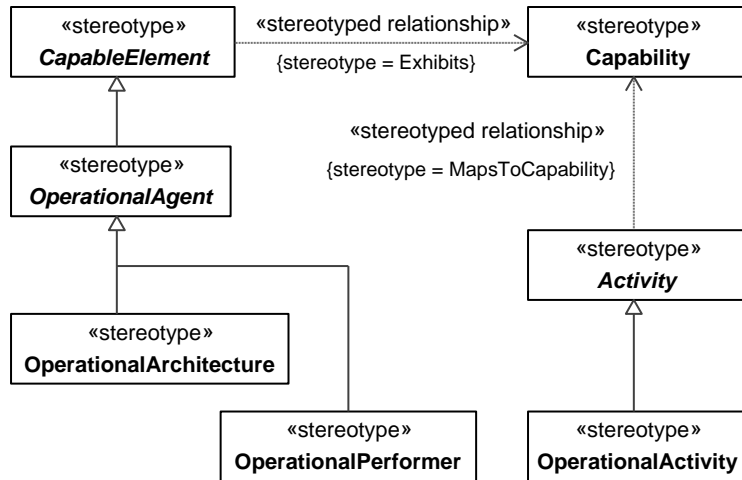 «stereotype»
CapableElement
«stereotyped relationship»
{stereotype = Exhibits}
«stereotype»
Capability
«stereotyped relationship»
{stereotype = MapsToCapability}
«stereotype»
OperationalAgent
«stereotype»
Activity
«stereotype»
OperationalArchitecture
«stereotype»
OperationalPerformer
«stereotype»
OperationalActivity